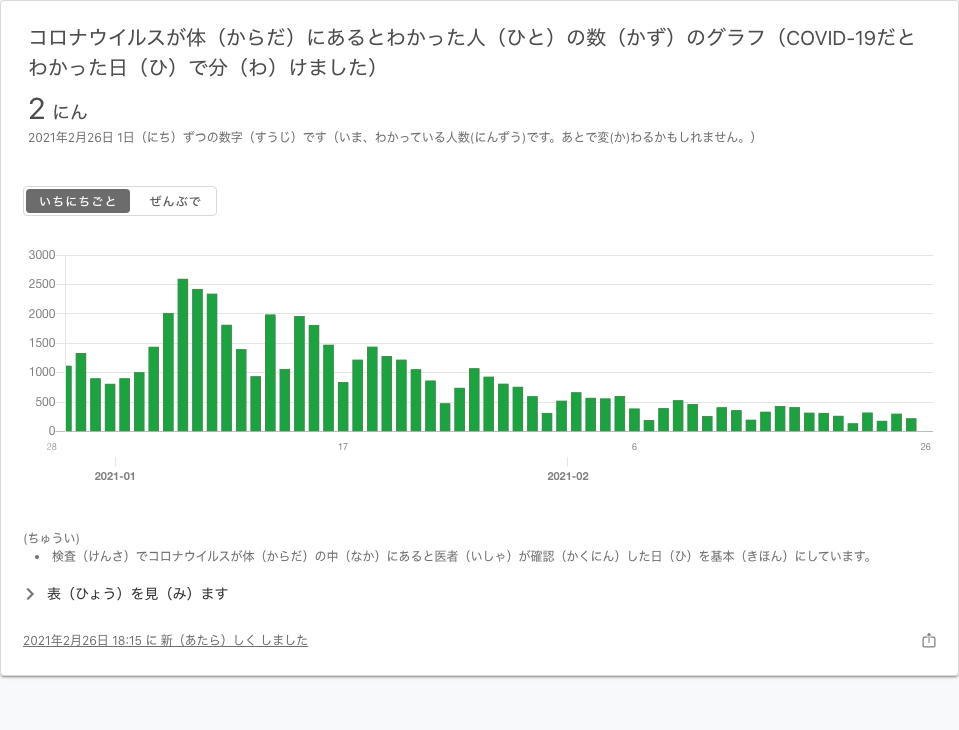 コロナウイルスが体（からだ）にあるとわかった人（ひと）の数（かず）のグラフ（COVID-19だと
わかった日（ひ）で分（わ）けました）
2 にん
2021年2月26日 1日（にち）ずつの数字（すうじ）です（いま、わかっている人数(にんずう)です。あとで変(か)わるかもしれません。）
いちにちごと ぜんぶで
3000
2500
2000
1500
1000
500
0
28 17 6 26
2021-01 2021-02
(ちゅうい)
• 検査（けんさ）でコロナウイルスが体（からだ）の中（なか）にあると医者（いしゃ）が確認（かくにん）した日（ひ）を基本（きほん）にしています。
表（ひょう）を見（み）ます
2021年2月26日 18:15 に 新（あたら）しく しました